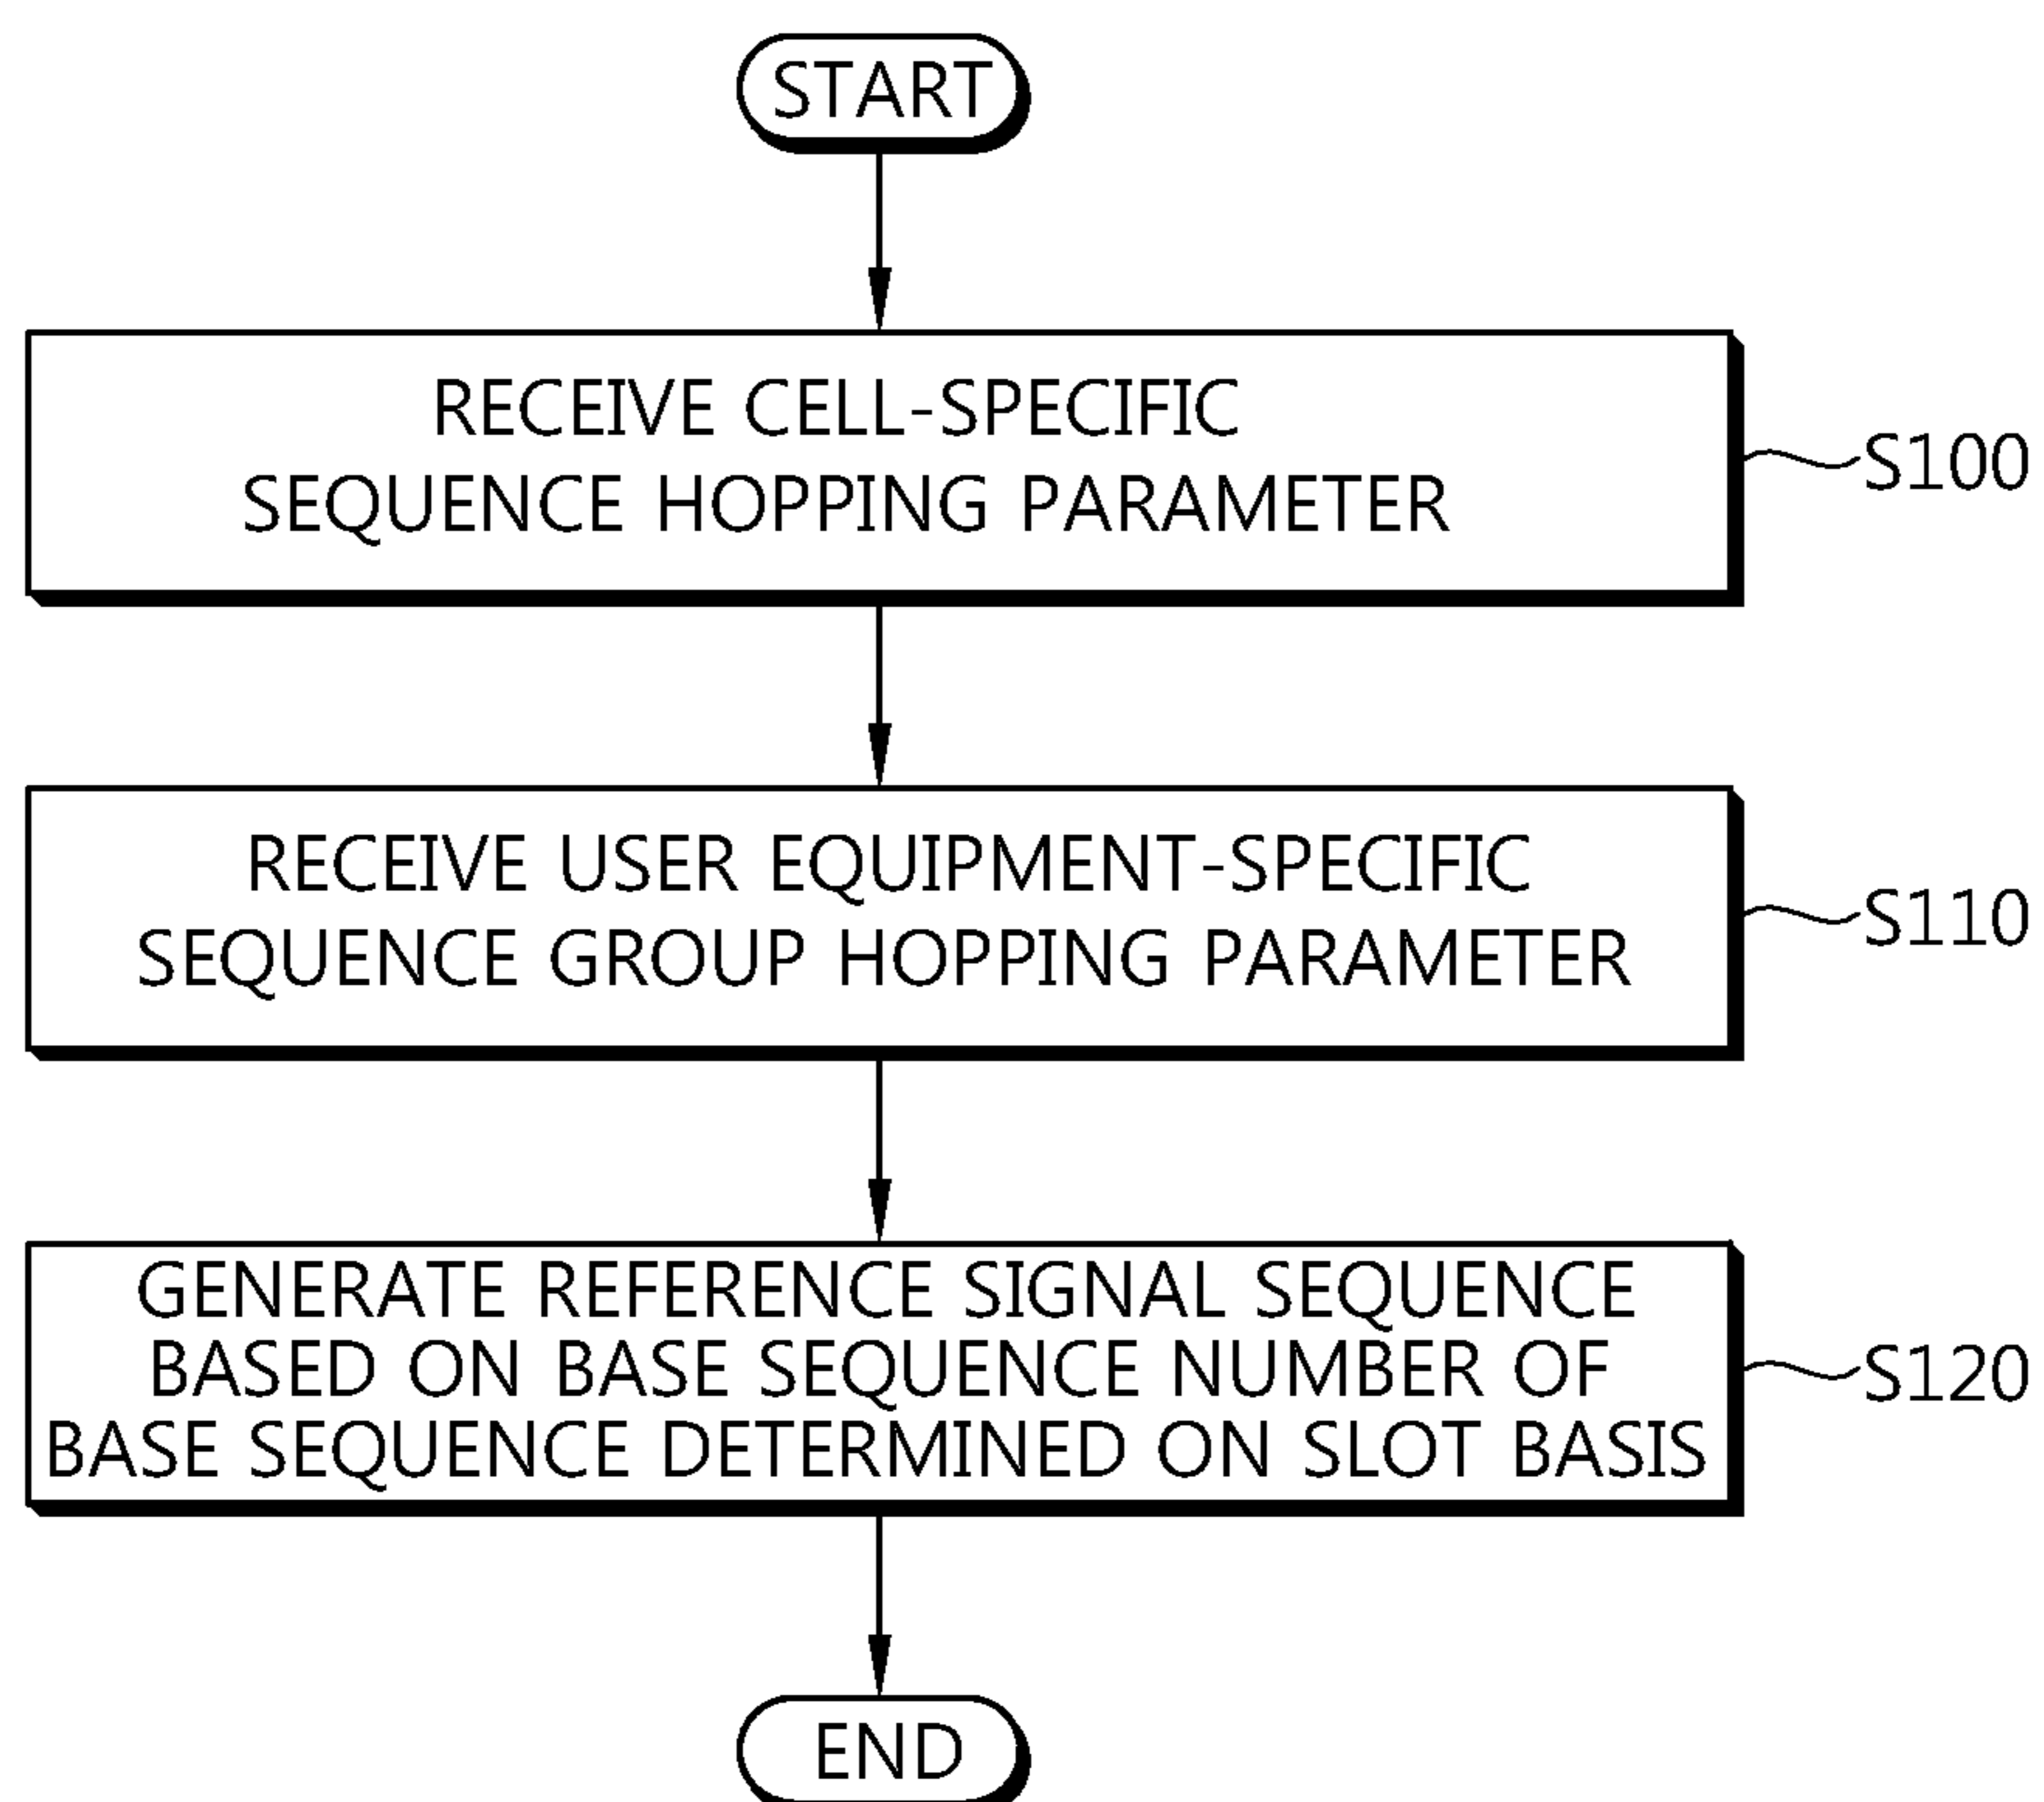 START
RECEIVE CELL-SPECIFIC
SEQUENCE HOPPING PARAMETER
S100
RECEIVE USER EQUIPMENT-SPECIFIC
SEQUENCE GROUP HOPPING PARAMETER
S110
GENERATE REFERENCE SIGNAL SEQUENCE
BASED ON BASE SEQUENCE NUMBER OF
BASE SEQUENCE DETERMINED ON SLOT BASIS
S120
END